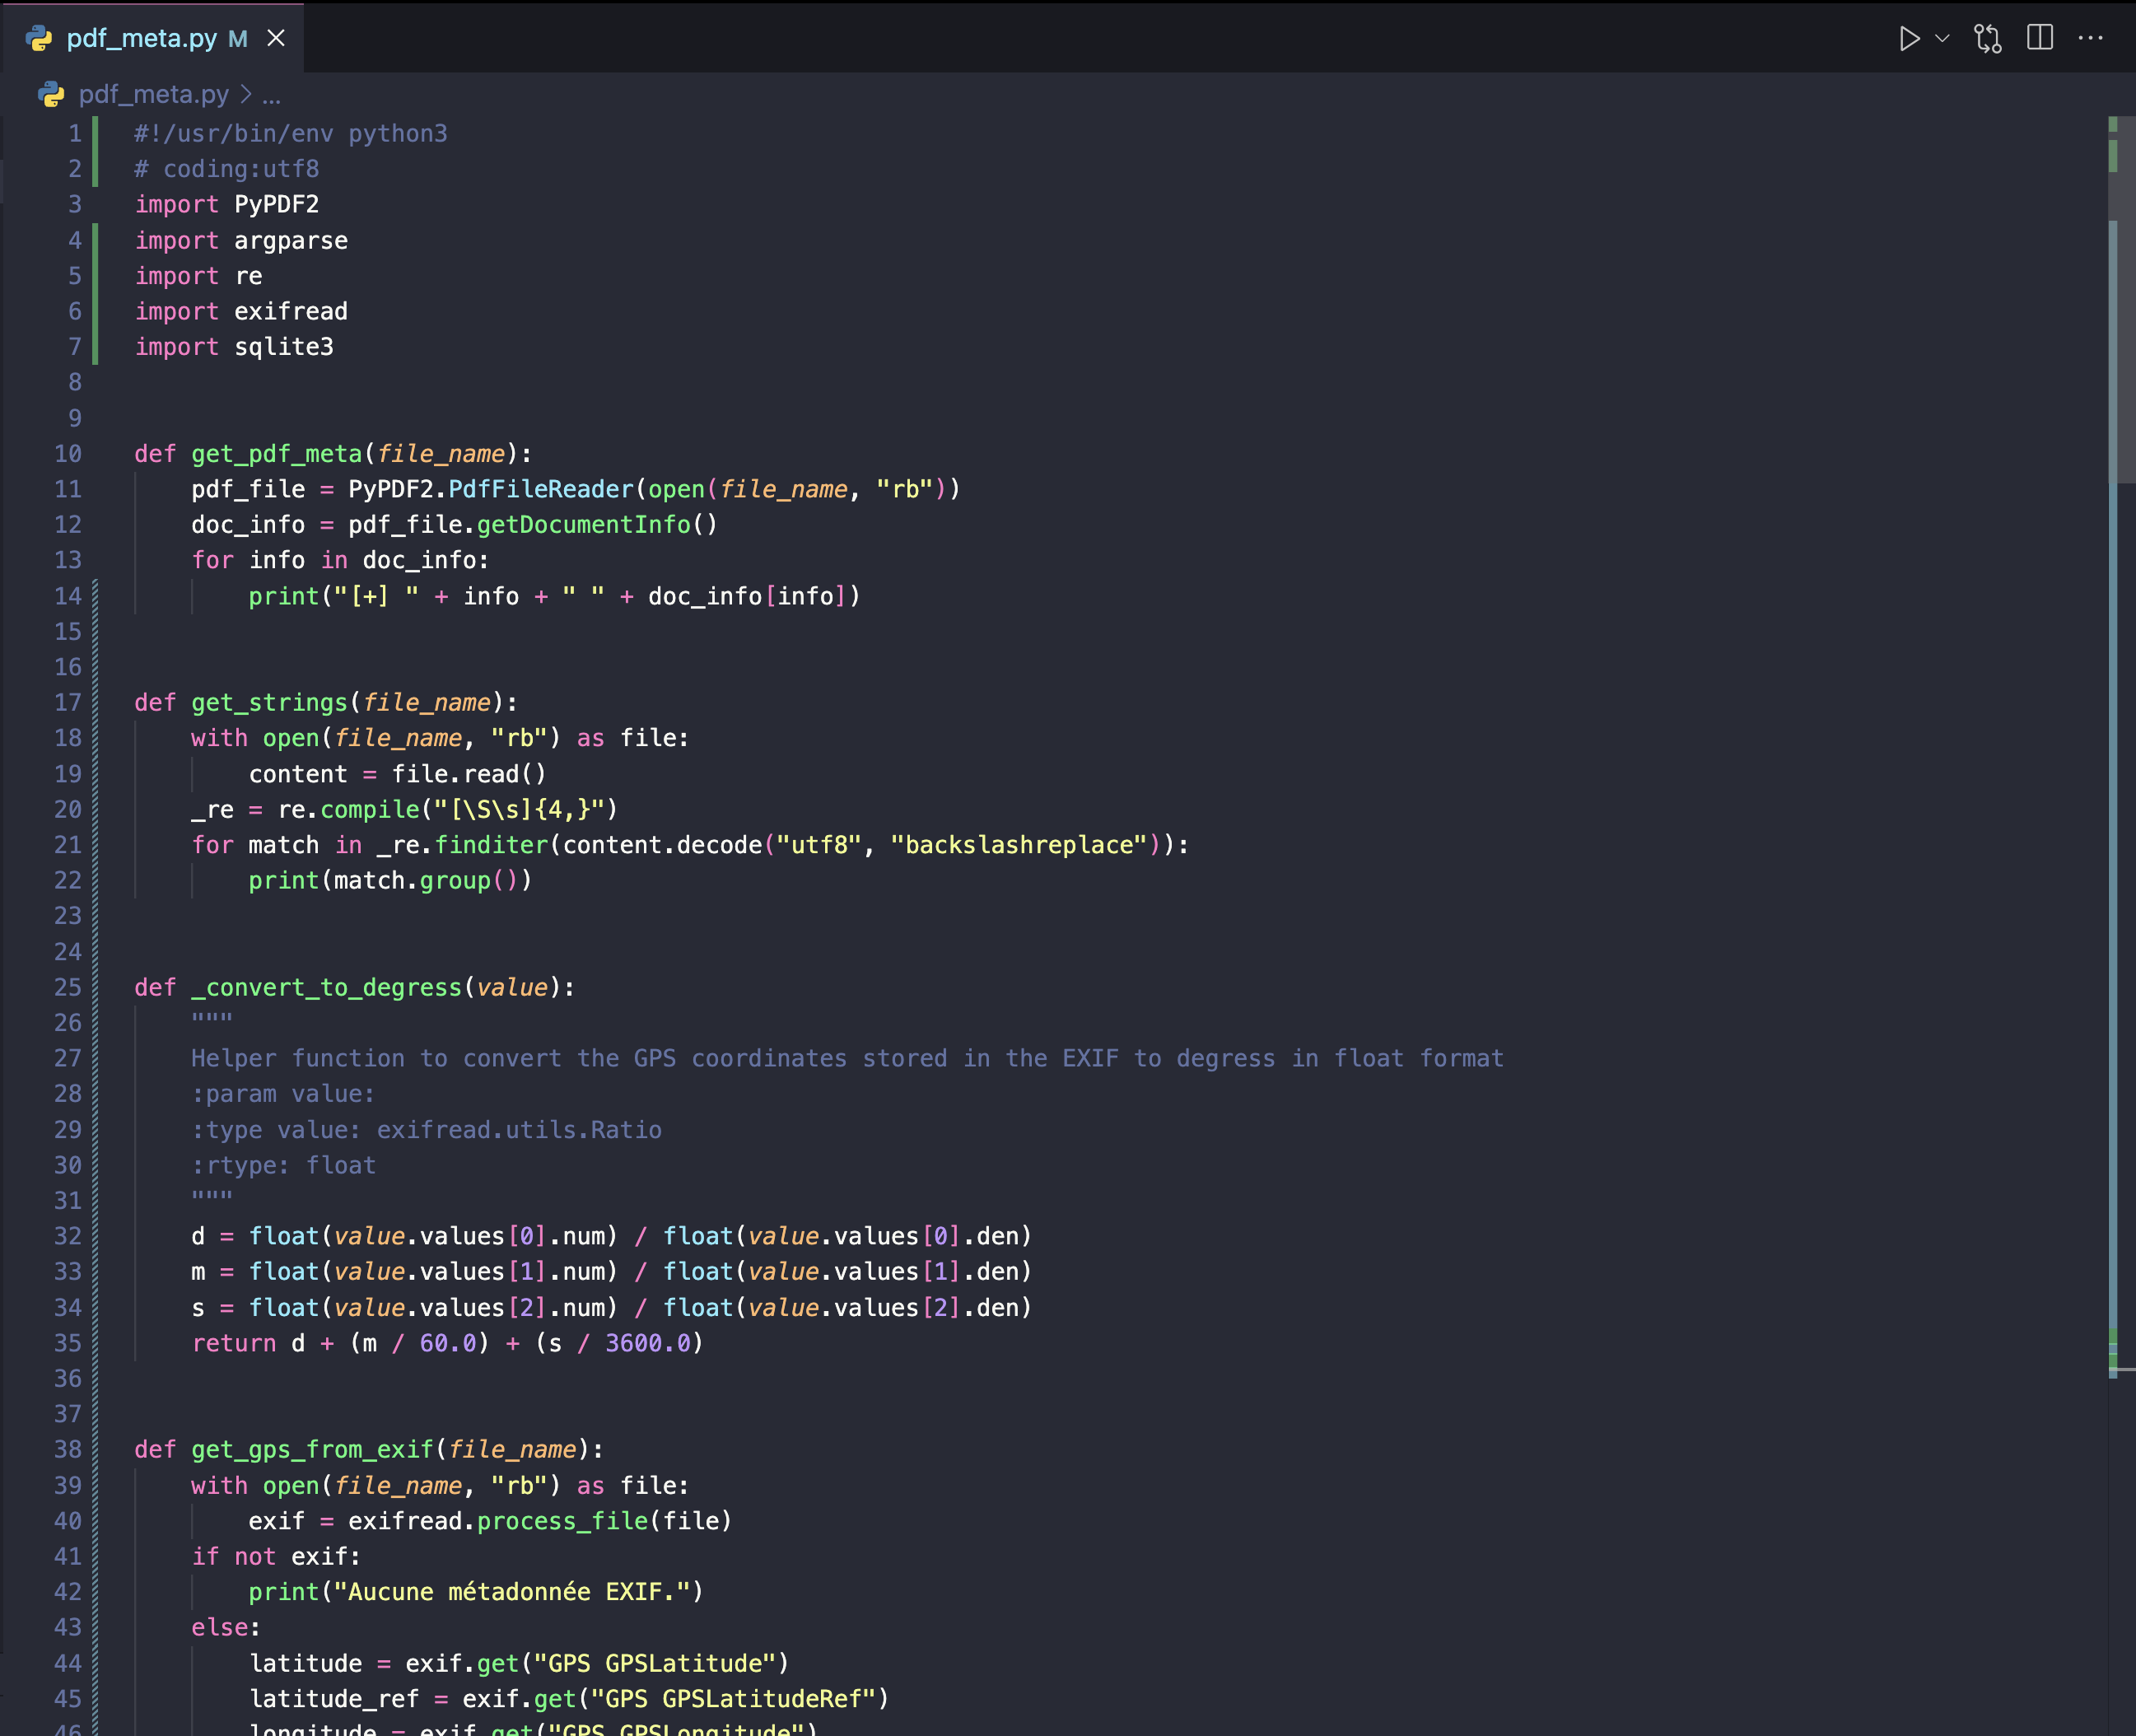 pdf_meta.py M
pdf_meta.py > ...
1 #!/usr/bin/env python3
2 # coding:utf8
3 import PyPDF2
4 import argparse
5 import re
6 import exifread
7 import sqlite3
8
9
10 def get_pdf_meta(file_name):
11     pdf_file = PyPDF2.PdfFileReader(open(file_name, "rb"))
12     doc_info = pdf_file.getDocumentInfo()
13     for info in doc_info:
14         print("[+] " + info + " " + doc_info[info])
15
16
17 def get_strings(file_name):
18     with open(file_name, "rb") as file:
19         content = file.read()
20     _re = re.compile("[\S\s]{4,}")
21     for match in _re.finditer(content.decode("utf8", "backslashreplace")):
22         print(match.group())
23
24
25 def _convert_to_degress(value):
26     """
27     Helper function to convert the GPS coordinates stored in the EXIF to degress in float format
28     :param value:
29     :type value: exifread.utils.Ratio
30     :rtype: float
31     """
32     d = float(value.values[0].num) / float(value.values[0].den)
33     m = float(value.values[1].num) / float(value.values[1].den)
34     s = float(value.values[2].num) / float(value.values[2].den)
35     return d + (m / 60.0) + (s / 3600.0)
36
37
38 def get_gps_from_exif(file_name):
39     with open(file_name, "rb") as file:
40         exif = exifread.process_file(file)
41     if not exif:
42         print("Aucune métadonnée EXIF.")
43     else:
44         latitude = exif.get("GPS GPSLatitude")
45         latitude_ref = exif.get("GPS GPSLatitudeRef")
46         longitude = exif.get("GPS GPSLongitude")